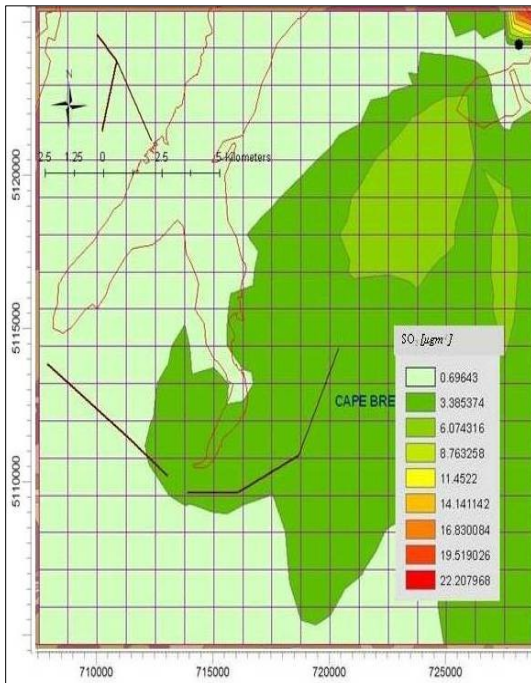 N
2.5 1.25 0 2.5 5 Kilometers
5120000
5115000
5110000
CAPE BRE
SO₂ [µgm⁻³]
0.69643
3.385374
6.074316
8.763258
11.4522
14.141142
16.830084
19.519026
22.207968
710000 715000 720000 725000